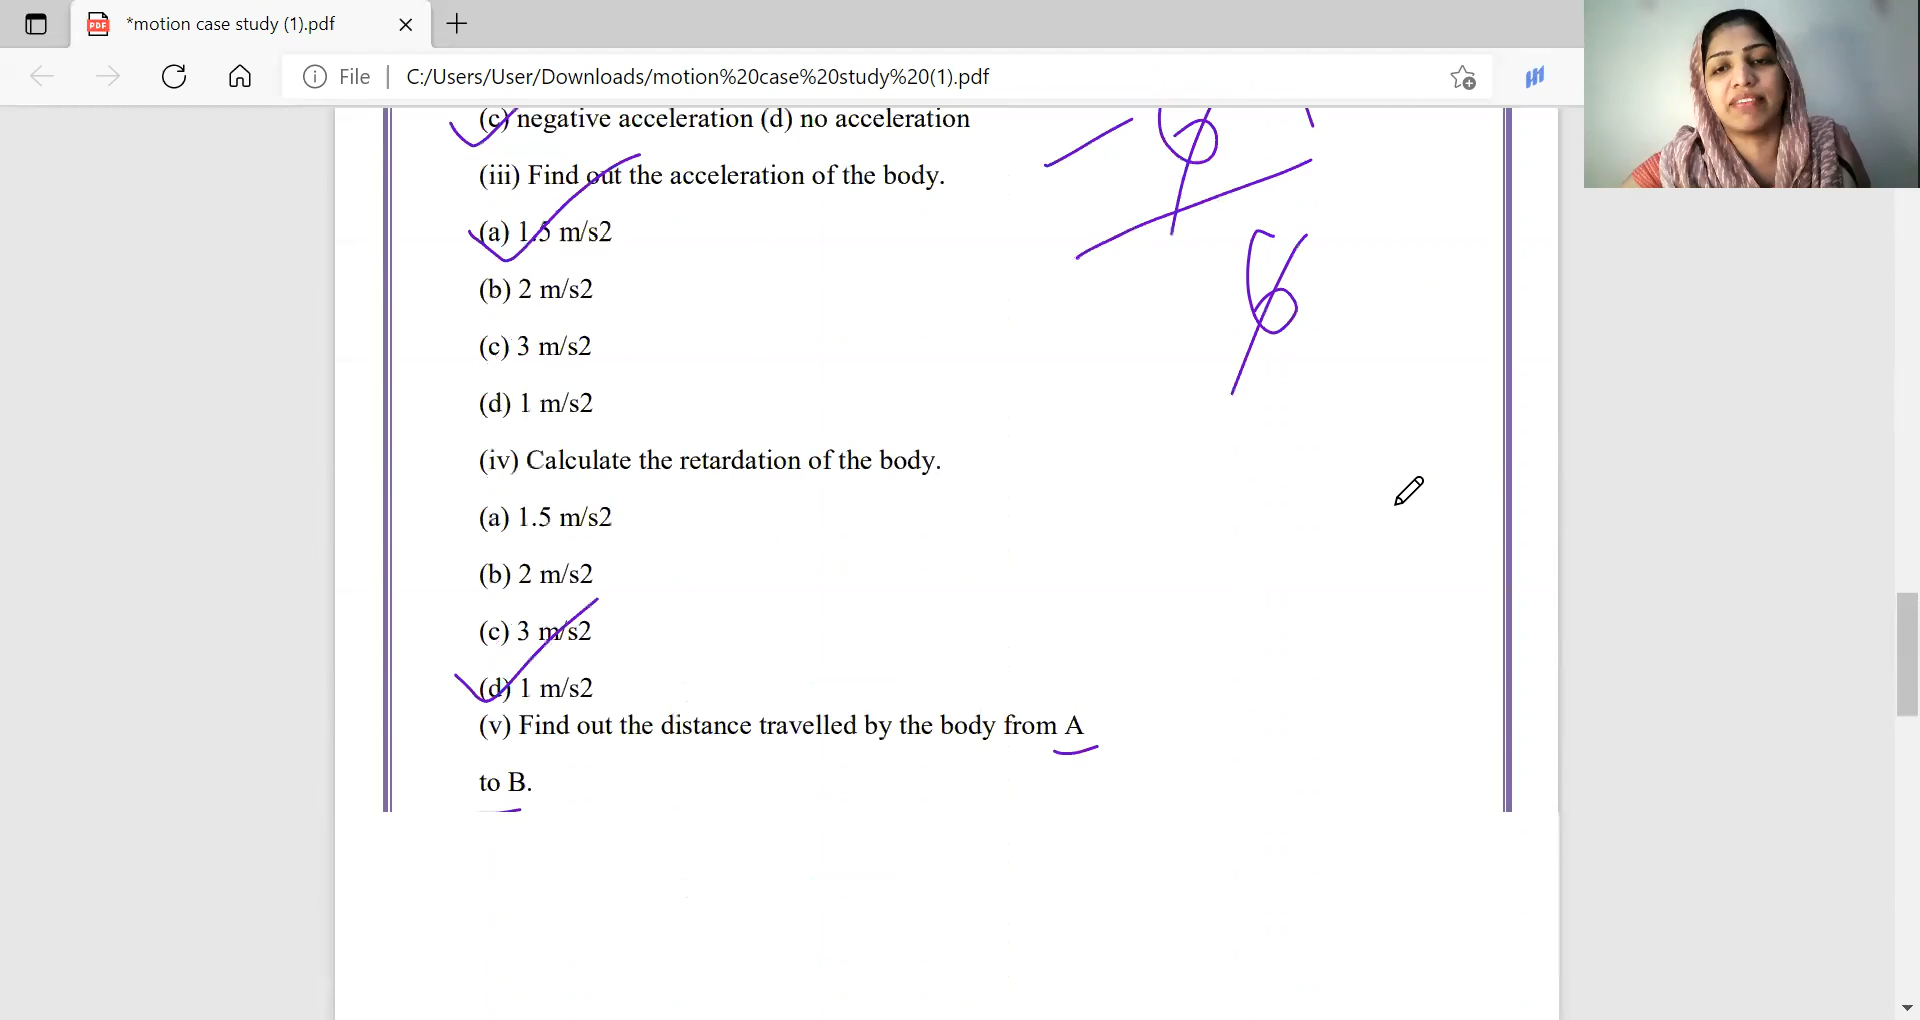 *motion case study (1).pdf
File | C:/Users/User/Downloads/motion%20case%20study%20(1).pdf
(c) negative acceleration (d) no acceleration
(iii) Find out the acceleration of the body.
(a) 1.5 m/s2
(b) 2 m/s2
(c) 3 m/s2
(d) 1 m/s2
(iv) Calculate the retardation of the body.
(a) 1.5 m/s2
(b) 2 m/s2
(c) 3 m/s2
(d) 1 m/s2
(v) Find out the distance travelled by the body from A
to B.
6
6